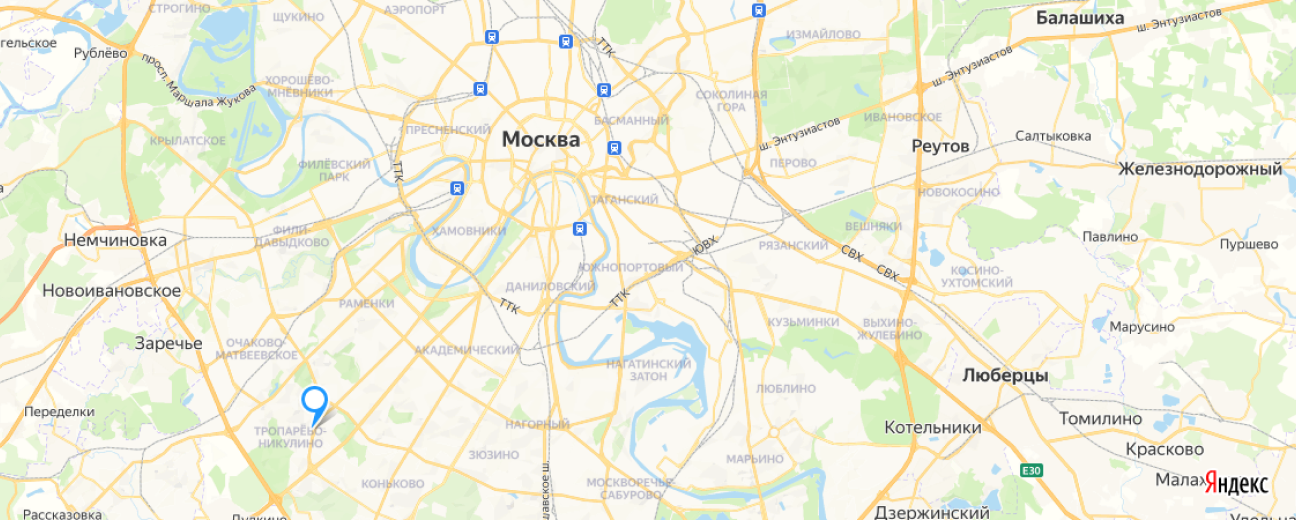 СТРОГИНО
ЩУКИНО
АЭРОПОРТ
Балашиха
ш. Энтузиастов
Рублёво
просп. Маршала Жукова
ТТК
ИЗМАЙЛОВО
ш. Энтузиастов
ХОРОШЁВО-
МНЁВНИКИ
СОКОЛИНАЯ
ГОРА
КРЫЛАТСКОЕ
ПРЕСНЕНСКИЙ
Москва
БАСМАННЫЙ
ш. Энтузиастов
ИВАНОВСКОЕ
Реутов
Салтыковка
ФИЛЁВСКИЙ
ПАРК
ТТК
ПЕРОВО
Железнодорожный
ТАГАНСКИЙ
НОВОКОСИНО
Немчиновка
ФИЛИ-
ДАВЫДКОВО
ХАМОВНИКИ
ЮВХ
РЯЗАНСКИЙ
ВЕШНЯКИ
СВХ
СВХ
Павлино
Пуршево
Новоивановское
РАМЕНКИ
ДАНИЛОВСКИЙ
ЮЖНОПОРТОВЫЙ
КОСИНО-
УХТОМСКИЙ
ТТК
ТТК
Заречье
ОЧАКОВО-
МАТВЕЕВСКОЕ
АКАДЕМИЧЕСКИЙ
НАГАТИНСКИЙ
ЗАТОН
КУЗЬМИНКИ
ВЫХИНО-
ЖУЛЕБИНО
Марусино
Люберцы
ЛЮБЛИНО
Переделки
ТРОПАРЁВО-
НИКУЛИНО
НАГОРНЫЙ
Котельники
Томилино
ЗЮЗИНО
МАРЬИНО
Красково
E30
КОНЬКОВО
МОСКВОРЕЧЬЕ-
САБУРОВО
Яндекс
Рассказовка
Дзержинский